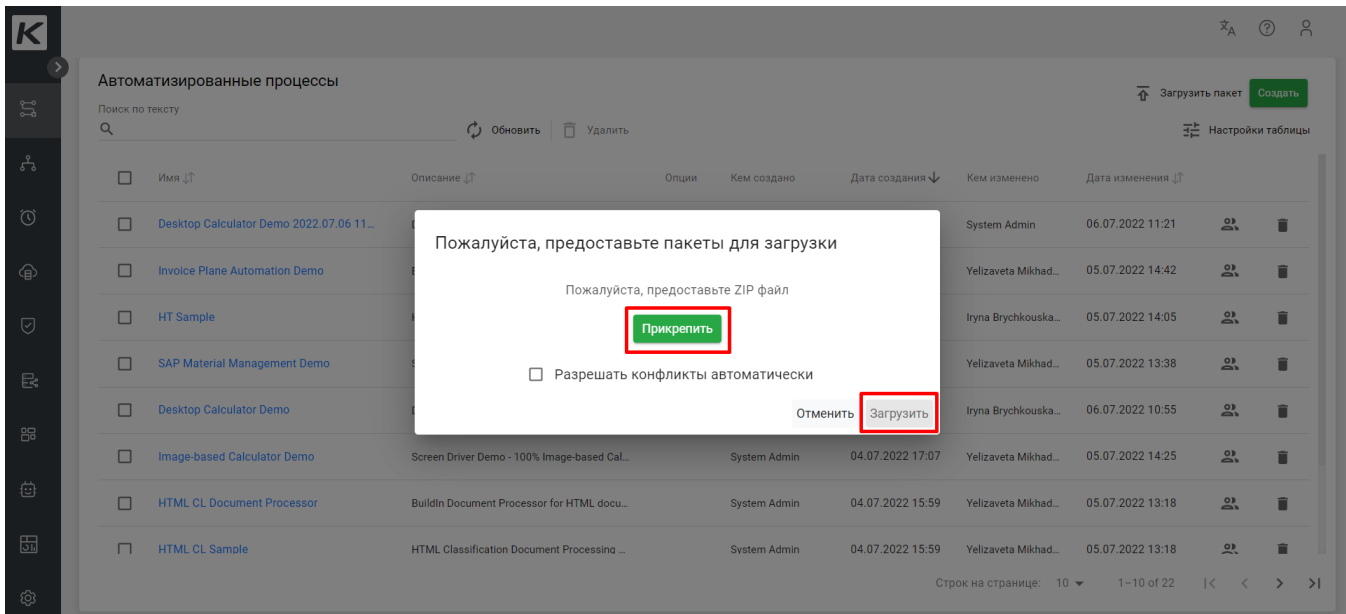 K
Автоматизированные процессы
Загрузить пакет Создать
Поиск по тексту
Обновить Удалить Настройки таблицы
Имя Описание Опции Кем создано Дата создания Кем изменено Дата изменения
Desktop Calculator Demo 2022.07.06 11... System Admin 06.07.2022 11:21
Invoice Plane Automation Demo Yelizaveta Mikhad... 05.07.2022 14:42
HT Sample Iryna Brychkouska... 05.07.2022 14:05
SAP Material Management Demo Yelizaveta Mikhad... 05.07.2022 13:38
Desktop Calculator Demo Iryna Brychkouska... 06.07.2022 10:55
Пожалуйста, предоставьте пакеты для загрузки
Пожалуйста, предоставьте ZIP файл
Прикрепить
Разрешать конфликты автоматически
Отменить Загрузить
Image-based Calculator Demo Screen Driver Demo - 100% Image-based Cal... System Admin 04.07.2022 17:07 Yelizaveta Mikhad... 05.07.2022 14:25
HTML CL Document Processor BuildIn Document Processor for HTML docu... System Admin 04.07.2022 15:59 Yelizaveta Mikhad... 05.07.2022 13:18
HTML CL Sample HTML Classification Document Processing ... System Admin 04.07.2022 15:59 Yelizaveta Mikhad... 05.07.2022 13:18
Строк на странице: 10 1–10 of 22